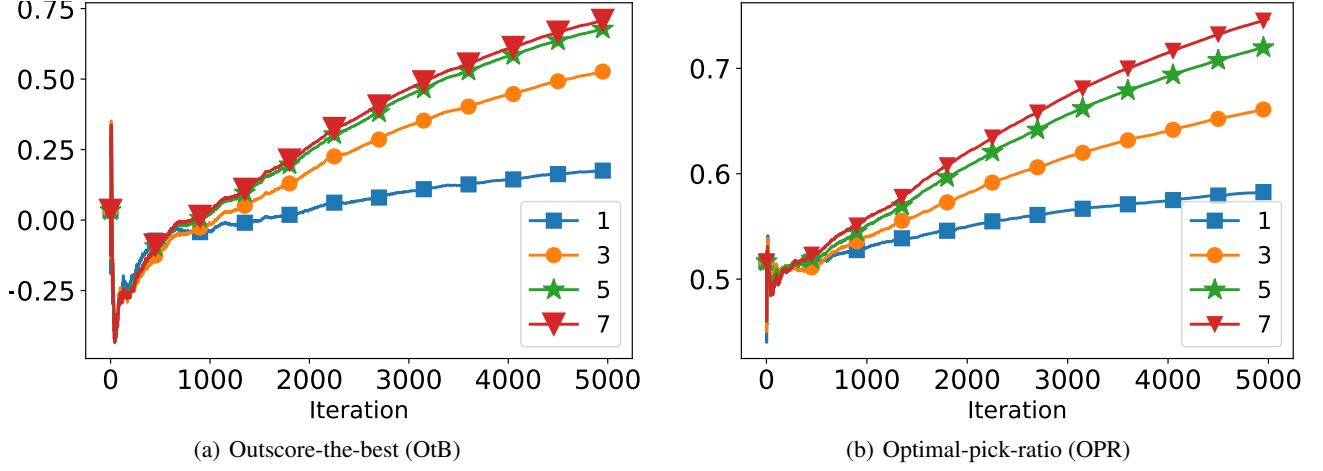 0.75
0.50
0.25
0.00
-0.25
0 1000 2000 3000 4000 5000
Iteration
1
3
5
7
(a) Outscore-the-best (OtB)
0.7
0.6
0.5
0 1000 2000 3000 4000 5000
Iteration
1
3
5
7
(b) Optimal-pick-ratio (OPR)